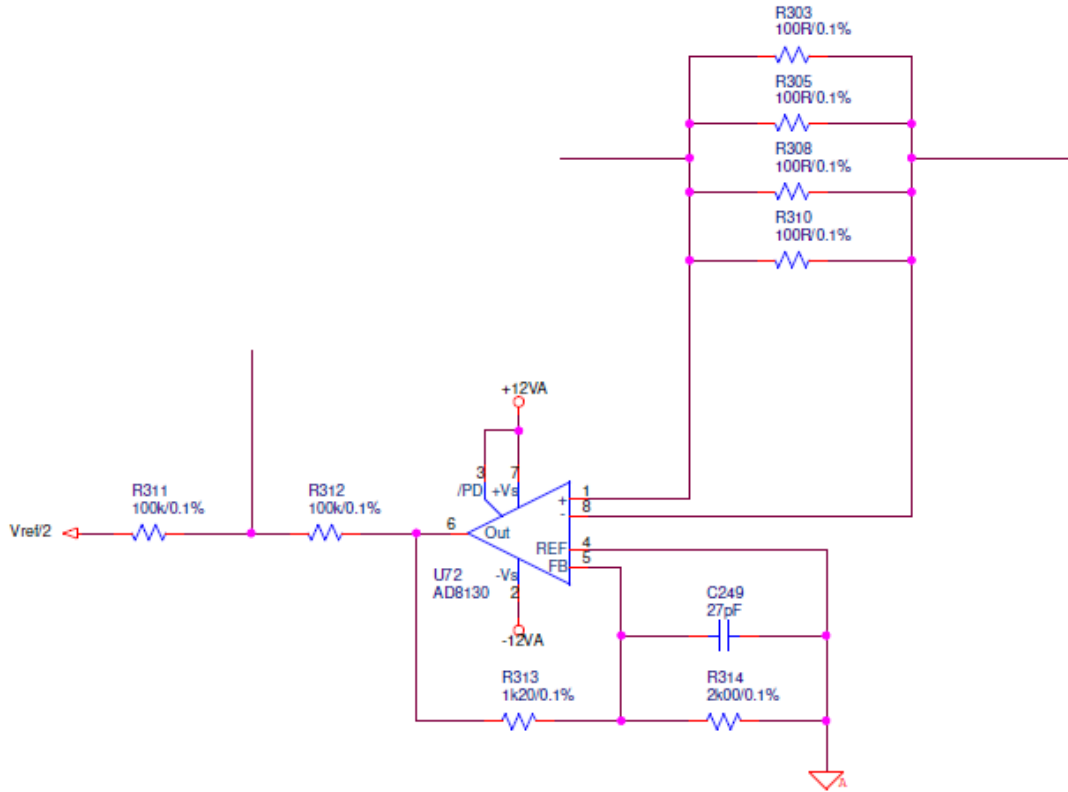 R303
100R/0.1%
R305
100R/0.1%
R308
100R/0.1%
R310
100R/0.1%
+12VA
3
7
/PD
+Vs
R311
100k/0.1%
R312
100k/0.1%
Vref/2
6
Out
+
1
-
8
REF
4
FB
5
U72
AD8130
-Vs
2
-12VA
C249
27pF
R313
1k20/0.1%
R314
2k00/0.1%
A